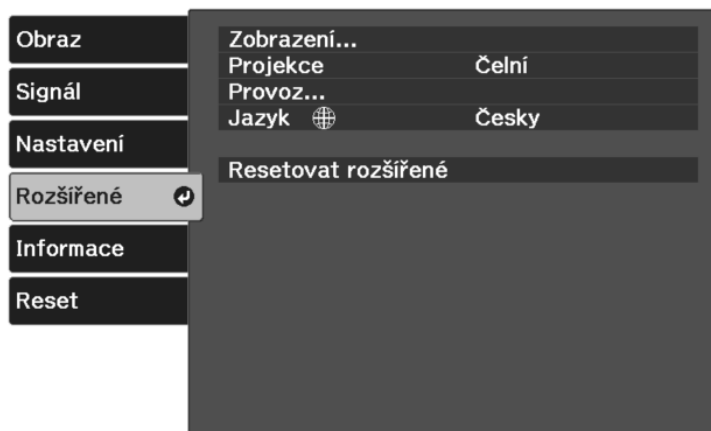 Obraz
Signál
Nastavení
Rozšířené
Informace
Reset
Zobrazení...
Projekce Čelní
Provoz...
Jazyk Česky
Resetovat rozšířené